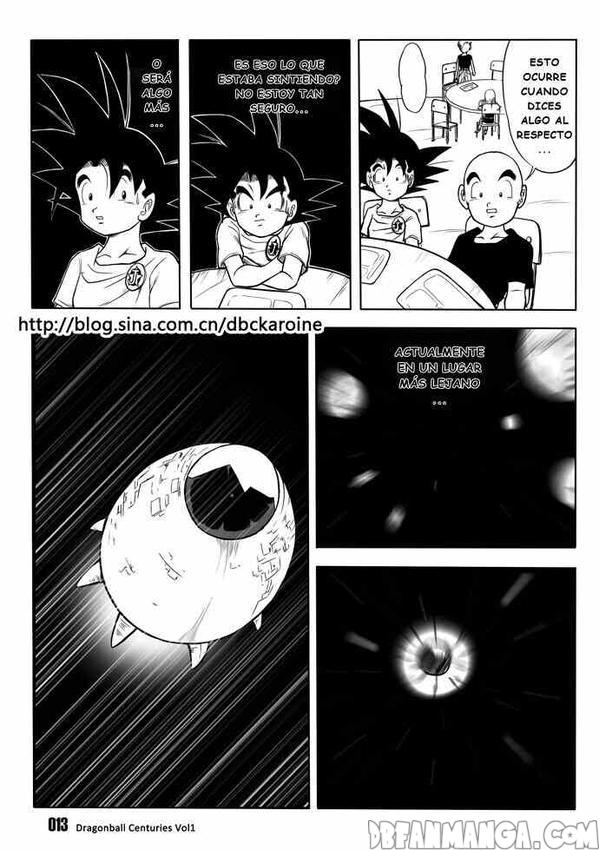 O
SERÁ
ALGO
MÁS
...
ES ESO LO QUE
ESTABA SINTIENDO?
NO ESTOY TAN
SEGURO...
ESTO
OCURRE
CUANDO
DICES
ALGO AL
RESPECTO
...
http://blog.sina.com.cn/dbckaroine
ACTUALMENTE
EN UN LUGAR
MÁS LEJANO
...
013 Dragonball Centuries Vol1
DBFANMANGA.COM